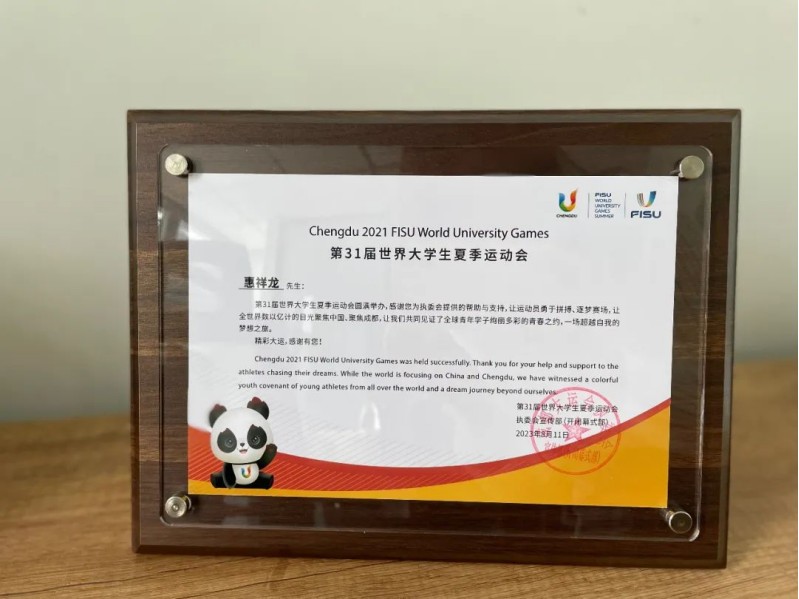 CHENGDU
FISU
WORLD
UNIVERSITY
GAMES
SUMMER
FISU
Chengdu 2021 FISU World University Games
第31届世界大学生夏季运动会
惠祥龙 先生：
第31届世界大学生夏季运动会圆满举办,感谢您为执委会提供的帮助与支持,让运动员勇于拼搏、逐梦赛场,让
全世界数以亿计的目光聚焦中国、聚焦成都,让我们共同见证了全球青年学子绚丽多彩的青春之约,一场超越自我的
梦想之旅。
精彩大运,感谢有您!
Chengdu 2021 FISU World University Games was held successfully. Thank you for your help and support to the
athletes chasing their dreams. While the world is focusing on China and Chengdu, we have witnessed a colorful
youth covenant of young athletes from all over the world and a dream journey beyond ourselves.
第31届世界大学生夏季运动会
执委会宣传部(开闭幕式部)
2023年8月11日